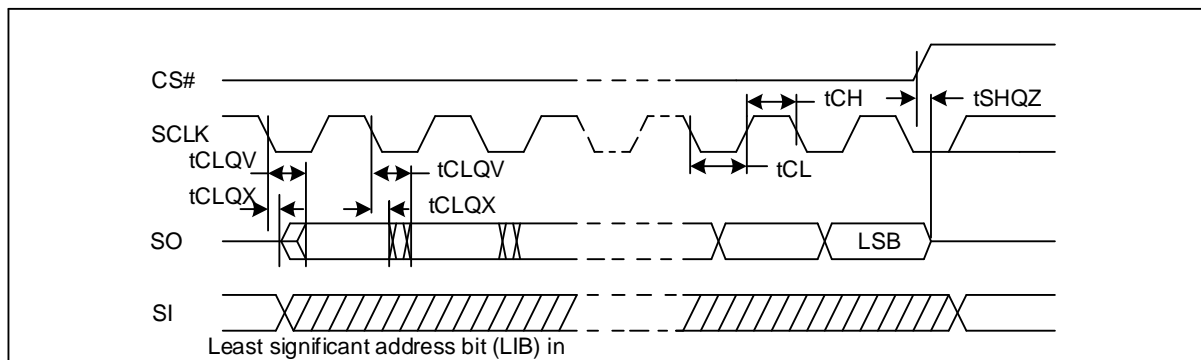 CS#
tCH
tSHQZ
SCLK
tCLQV
tCLQV
tCL
tCLQX
tCLQX
SO
LSB
SI
Least significant address bit (LIB) in